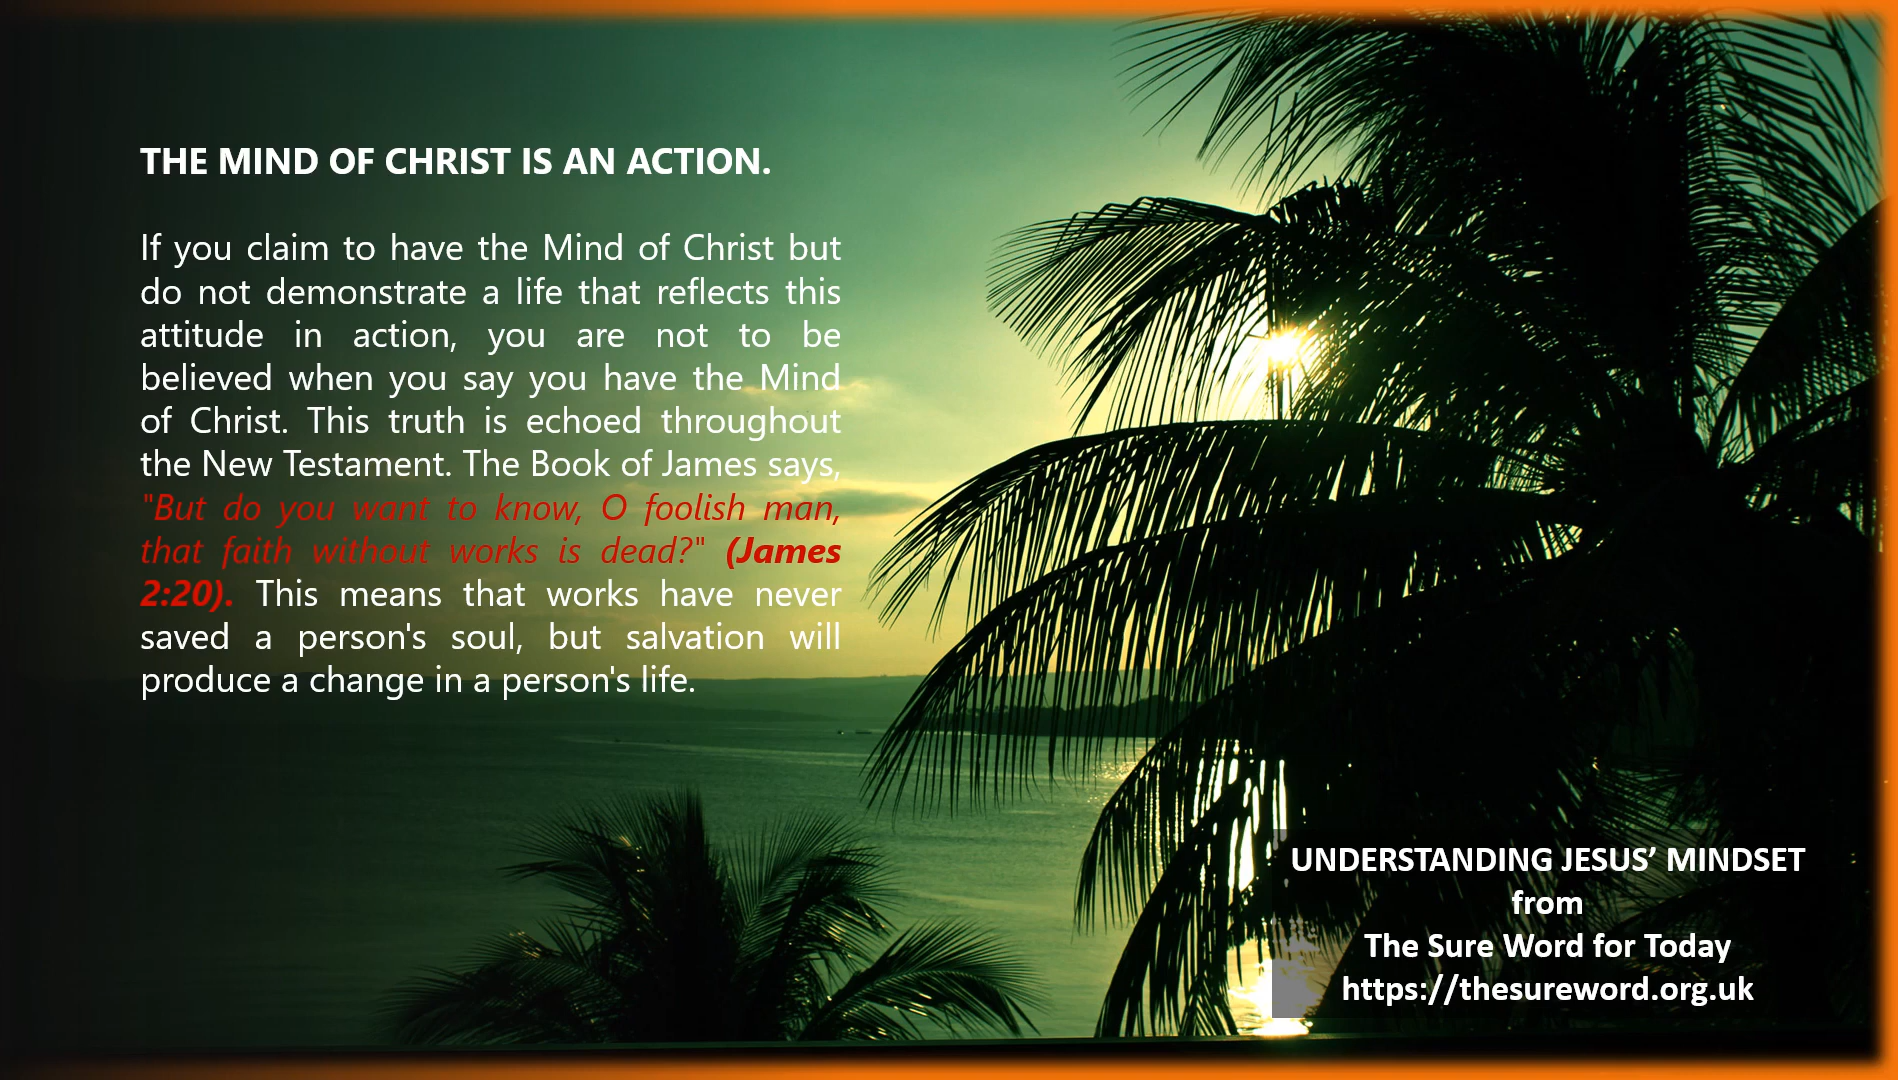 THE MIND OF CHRIST IS AN ACTION.
If you claim to have the Mind of Christ but
do not demonstrate a life that reflects this
attitude in action, you are not to be
believed when you say you have the Mind
of Christ. This truth is echoed throughout
the New Testament. The Book of James says,
"But do you want to know, O foolish man,
that faith without works is dead?" (James
2:20). This means that works have never
saved a person's soul, but salvation will
produce a change in a person's life.
UNDERSTANDING JESUS’ MINDSET
from
The Sure Word for Today
https://thesureword.org.uk